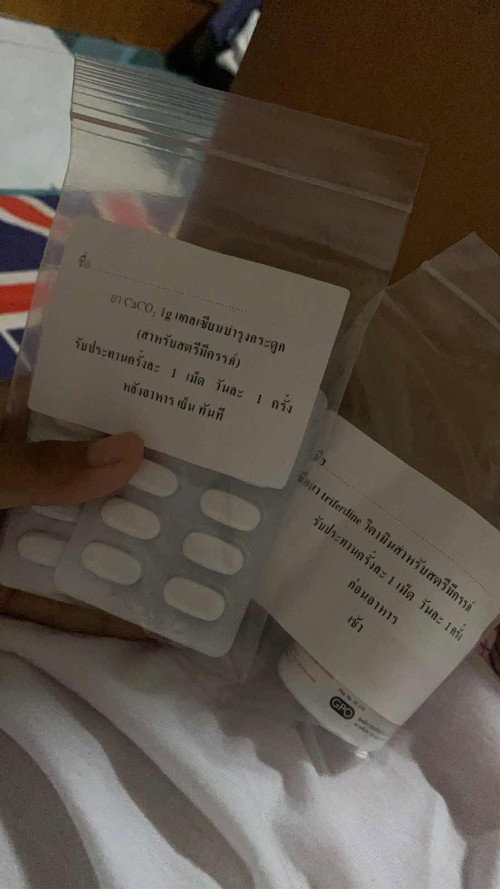 ชื่อ
ยา CaCO₃ 1g แคลเซียมบำรุงกระดูก
(สำหรับสตรีมีครรค์)
รับประทานครั้งละ 1 เม็ด วันละ 1 ครั้ง
หลังอาหาร เย็น ทันที
ชื่อยา triferdine วิตามินสำหรับสตรีมีครรค์
รับประทานครั้งละ 1 เม็ด วันละ 1 ครั้ง
ก่อนอาหาร
เช้า
GPO